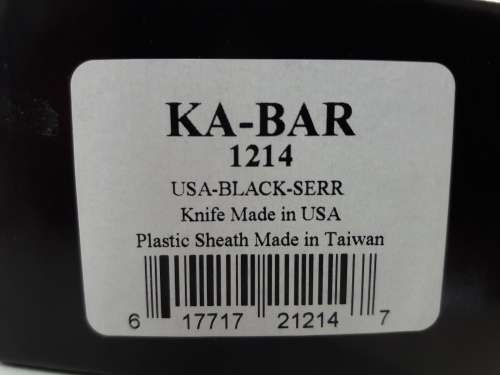 KA-BAR
1214
USA-BLACK-SERR
Knife Made in USA
Plastic Sheath Made in Taiwan
6 17717 21214 7